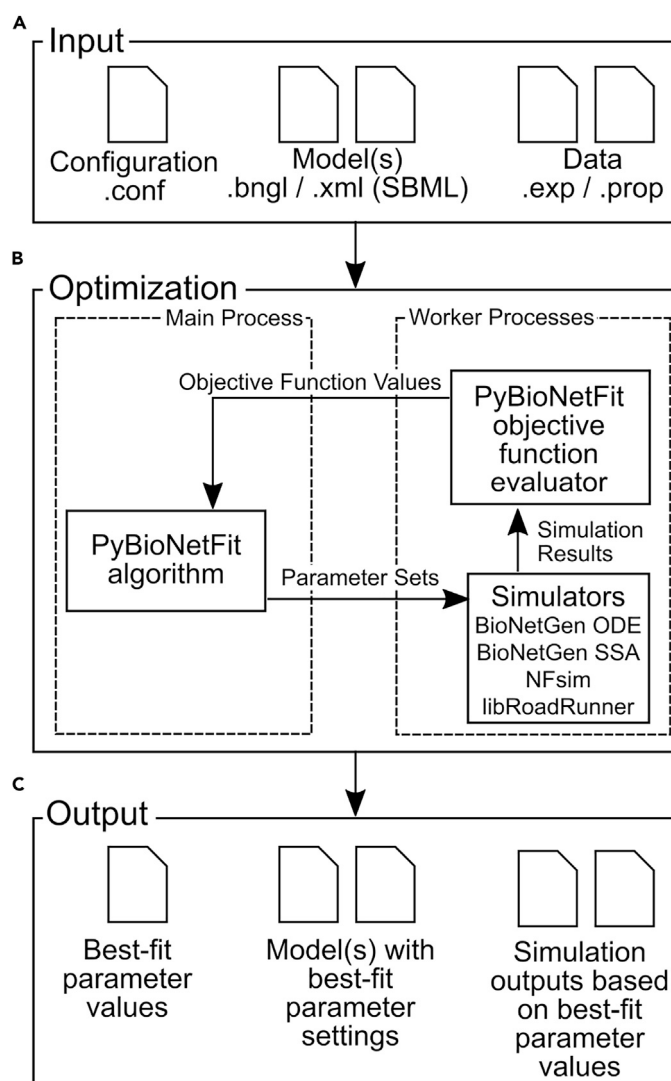 A
Input
Configuration
.conf
Model(s)
.bngl / .xml (SBML)
Data
.exp / .prop
B
Optimization
Main Process
Worker Processes
Objective Function Values
PyBioNetFit
objective
function
evaluator
PyBioNetFit
algorithm
Simulation
Results
Parameter Sets
Simulators
BioNetGen ODE
BioNetGen SSA
NFsim
libRoadRunner
C
Output
Best-fit
parameter
values
Model(s) with
best-fit
parameter
settings
Simulation
outputs based
on best-fit
parameter
values